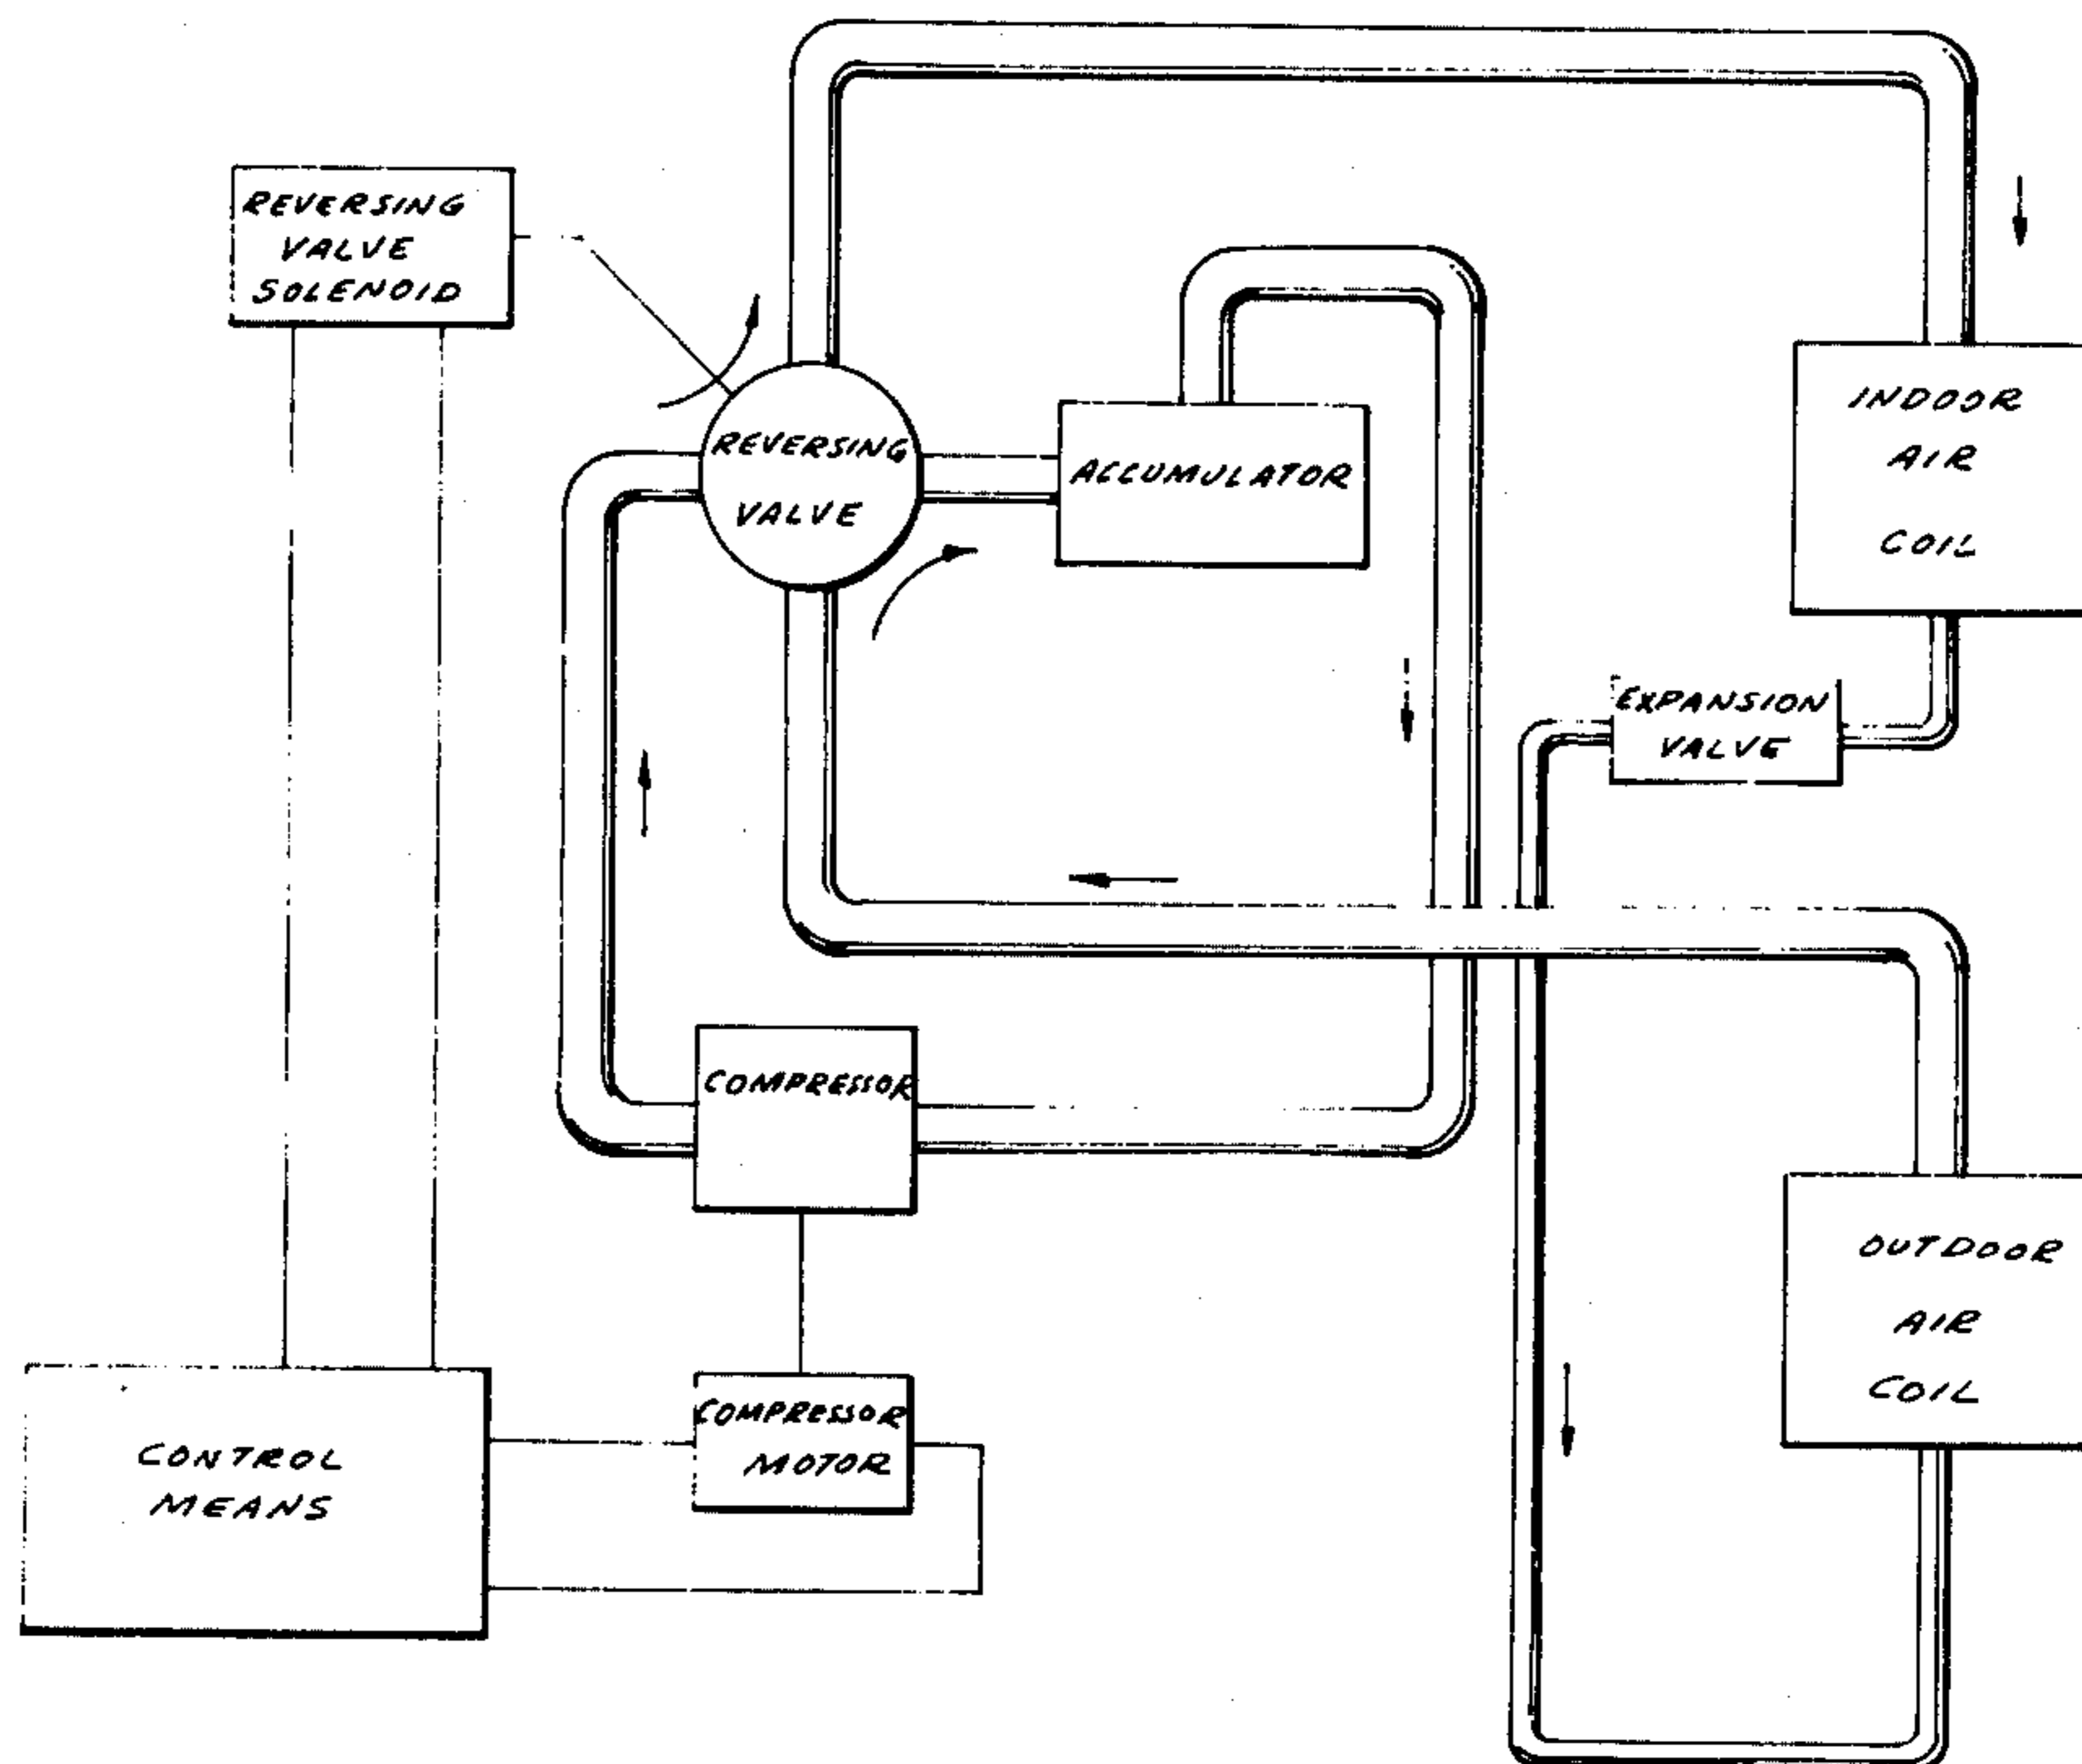 REVERSING
VALVE
SOLENOID
REVERSING
VALVE
ACCUMULATOR
INDOOR
AIR
COIL
EXPANSION
VALVE
COMPRESSOR
OUTDOOR
AIR
COIL
COMPRESSOR
MOTOR
CONTROL
MEANS